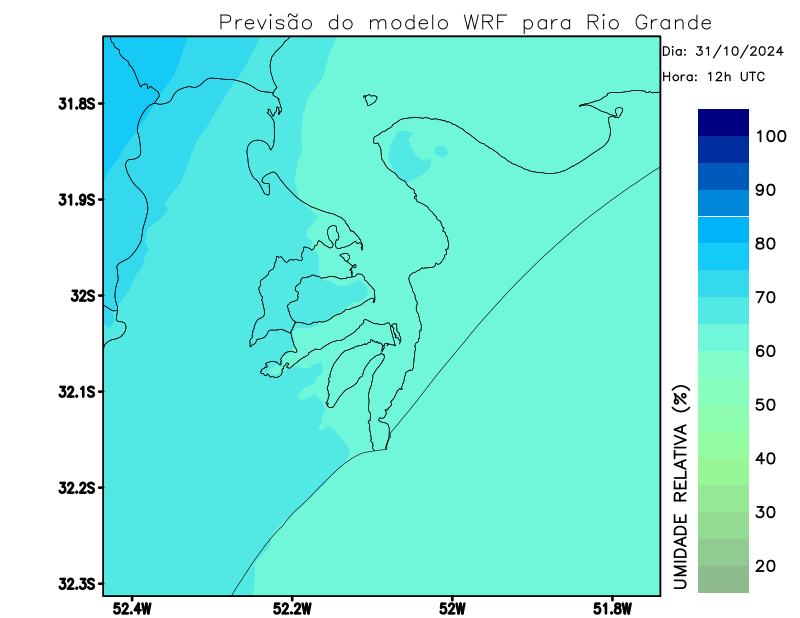 Previsão do modelo WRF para Rio Grande
Dia: 31/10/2024
Hora: 12h UTC
31.8S
31.9S
32S
32.1S
32.2S
32.3S
52.4W
52.2W
52W
51.8W
100
90
80
70
60
50
40
30
20
UMIDADE RELATIVA (%)